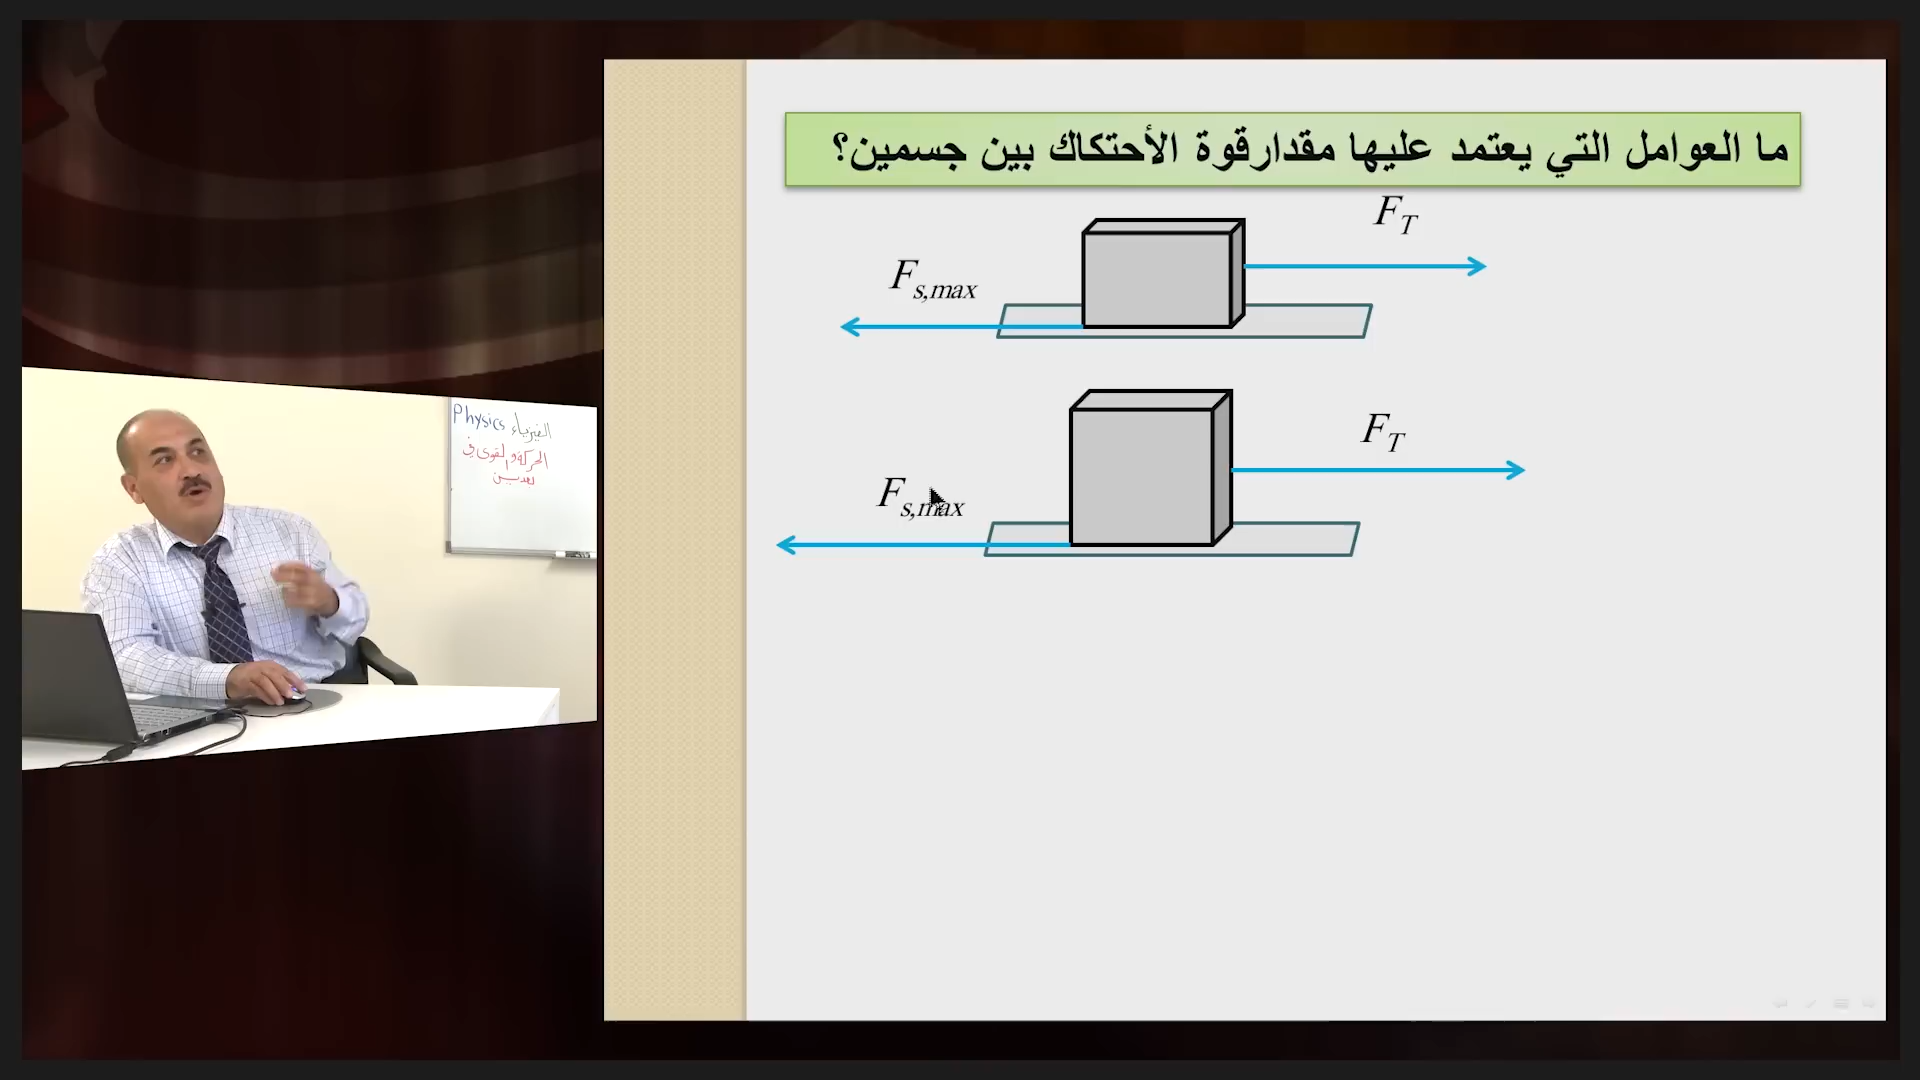 ما العوامل التي يعتمد عليها مقدارقوة الأحتكاك بين جسمين؟
F_T
F_s,max
F_T
F_s,max
Physics الفيزياء
الحركة والقوى في
بعدين